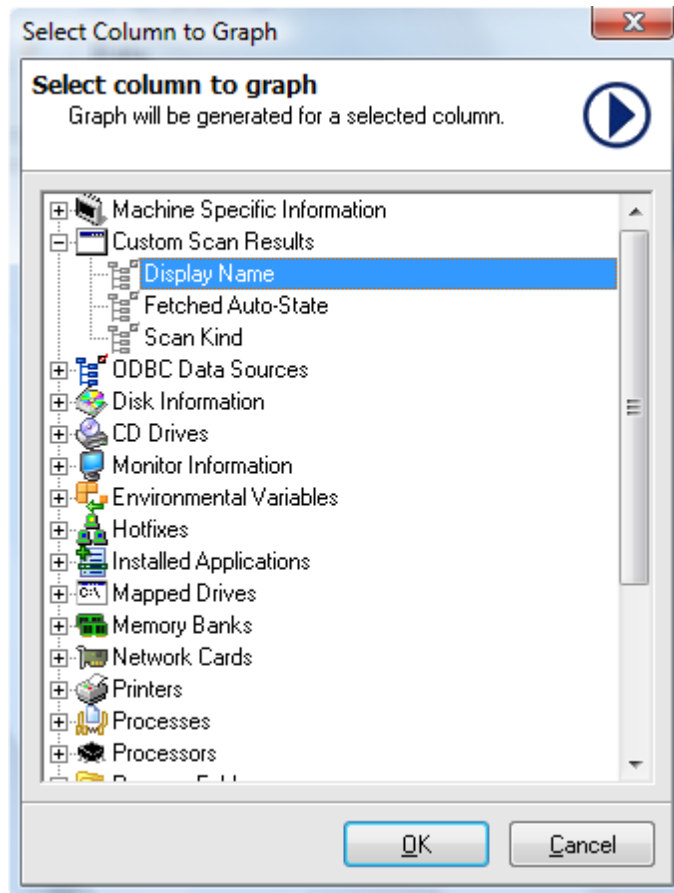 Select Column to Graph
Select column to graph
Graph will be generated for a selected column.
Machine Specific Information
Custom Scan Results
Display Name
Fetched Auto-State
Scan Kind
ODBC Data Sources
Disk Information
CD Drives
Monitor Information
Environmental Variables
Hotfixes
Installed Applications
Mapped Drives
Memory Banks
Network Cards
Printers
Processes
Processors
OK Cancel